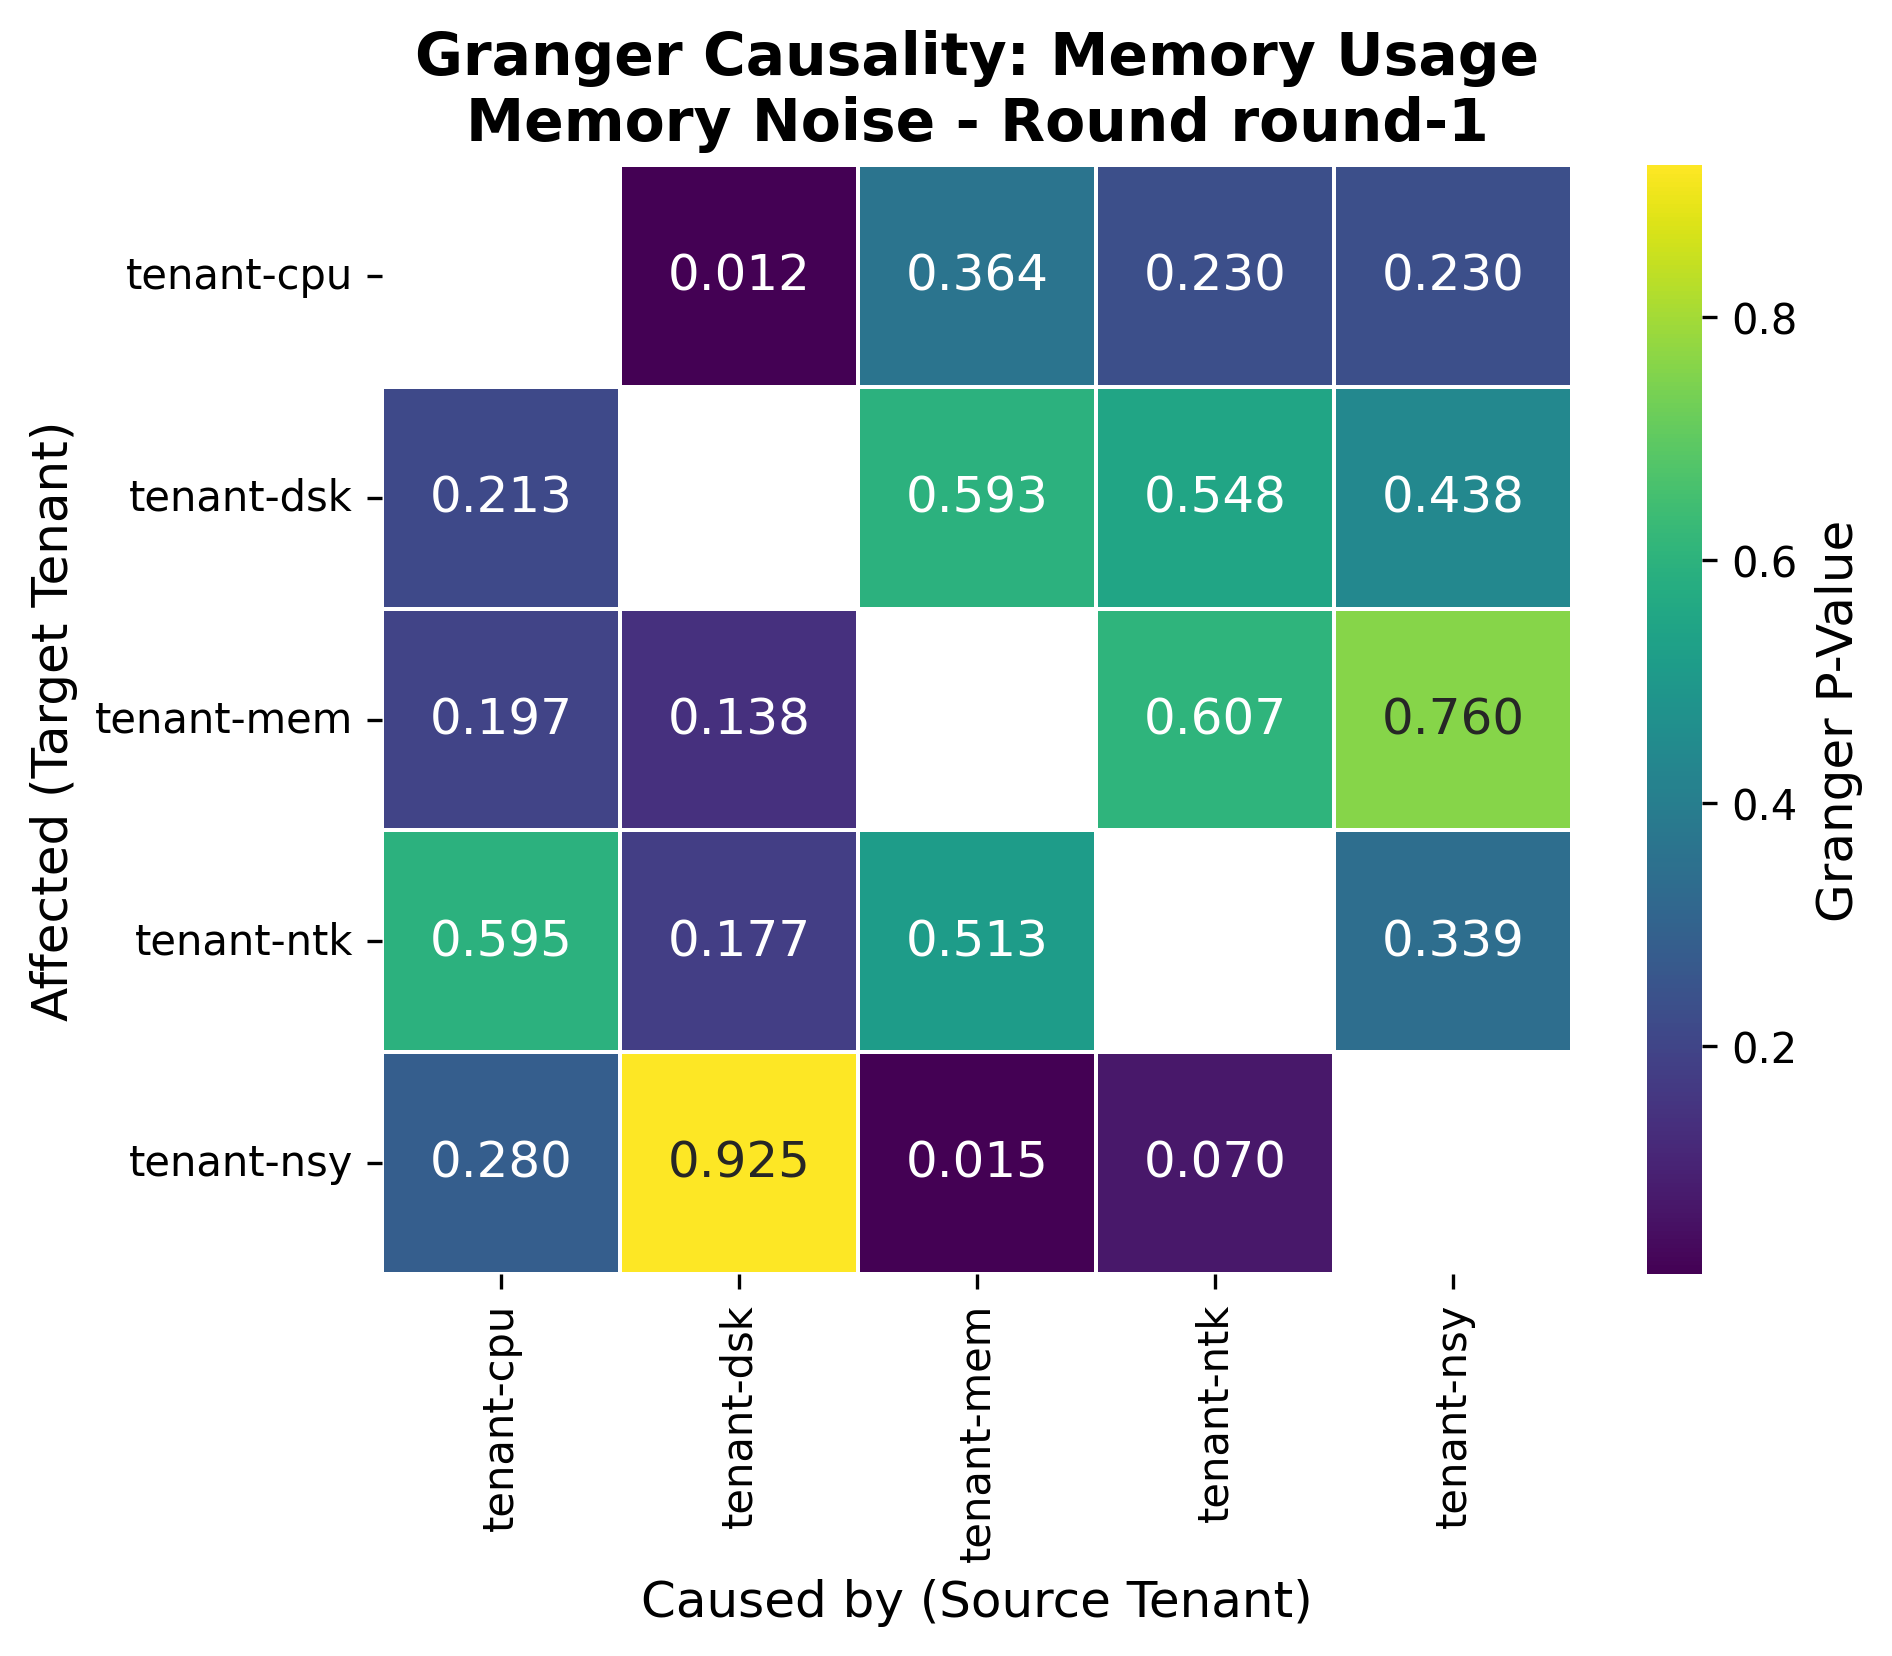 Granger Causality: Memory Usage
Memory Noise - Round round-1
tenant-cpu
0.012 0.364 0.230 0.230
tenant-dsk
0.213 0.593 0.548 0.438
tenant-mem
0.197 0.138 0.607 0.760
tenant-ntk
0.595 0.177 0.513 0.339
tenant-nsy
0.280 0.925 0.015 0.070
Affected (Target Tenant)
tenant-cpu
tenant-dsk
tenant-mem
tenant-ntk
tenant-nsy
Caused by (Source Tenant)
0.8
0.6
0.4
0.2
Granger P-Value